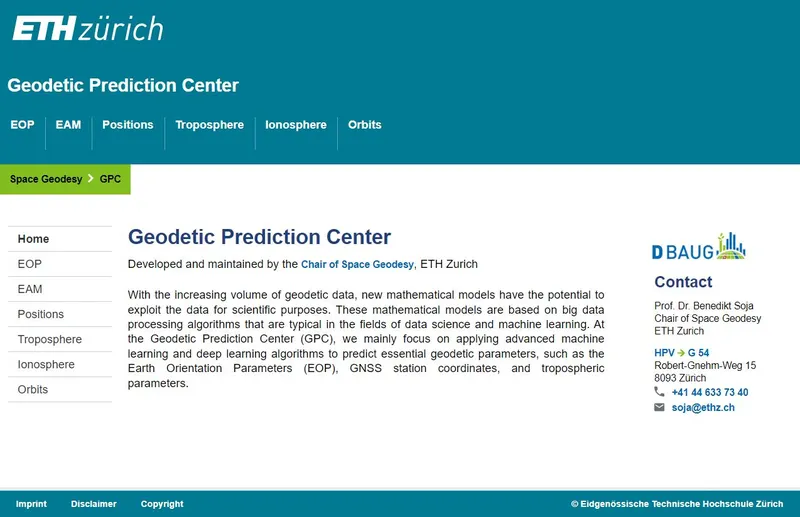 ETH zürich
Geodetic Prediction Center
EOP EAM Positions Troposphere Ionosphere Orbits
Space Geodesy GPC
Home
EOP
EAM
Positions
Troposphere
Ionosphere
Orbits
Geodetic Prediction Center
Developed and maintained by the Chair of Space Geodesy, ETH Zurich
With the increasing volume of geodetic data, new mathematical models have the potential to
exploit the data for scientific purposes. These mathematical models are based on big data
processing algorithms that are typical in the fields of data science and machine learning. At
the Geodetic Prediction Center (GPC), we mainly focus on applying advanced machine
learning and deep learning algorithms to predict essential geodetic parameters, such as the
Earth Orientation Parameters (EOP), GNSS station coordinates, and tropospheric
parameters.
D BAUG
Contact
Prof. Dr. Benedikt Soja
Chair of Space Geodesy
ETH Zurich
HPV G 54
Robert-Gnehm-Weg 15
8093 Zürich
+41 44 633 73 40
soja@ethz.ch
Imprint Disclaimer Copyright
© Eidgenössische Technische Hochschule Zürich